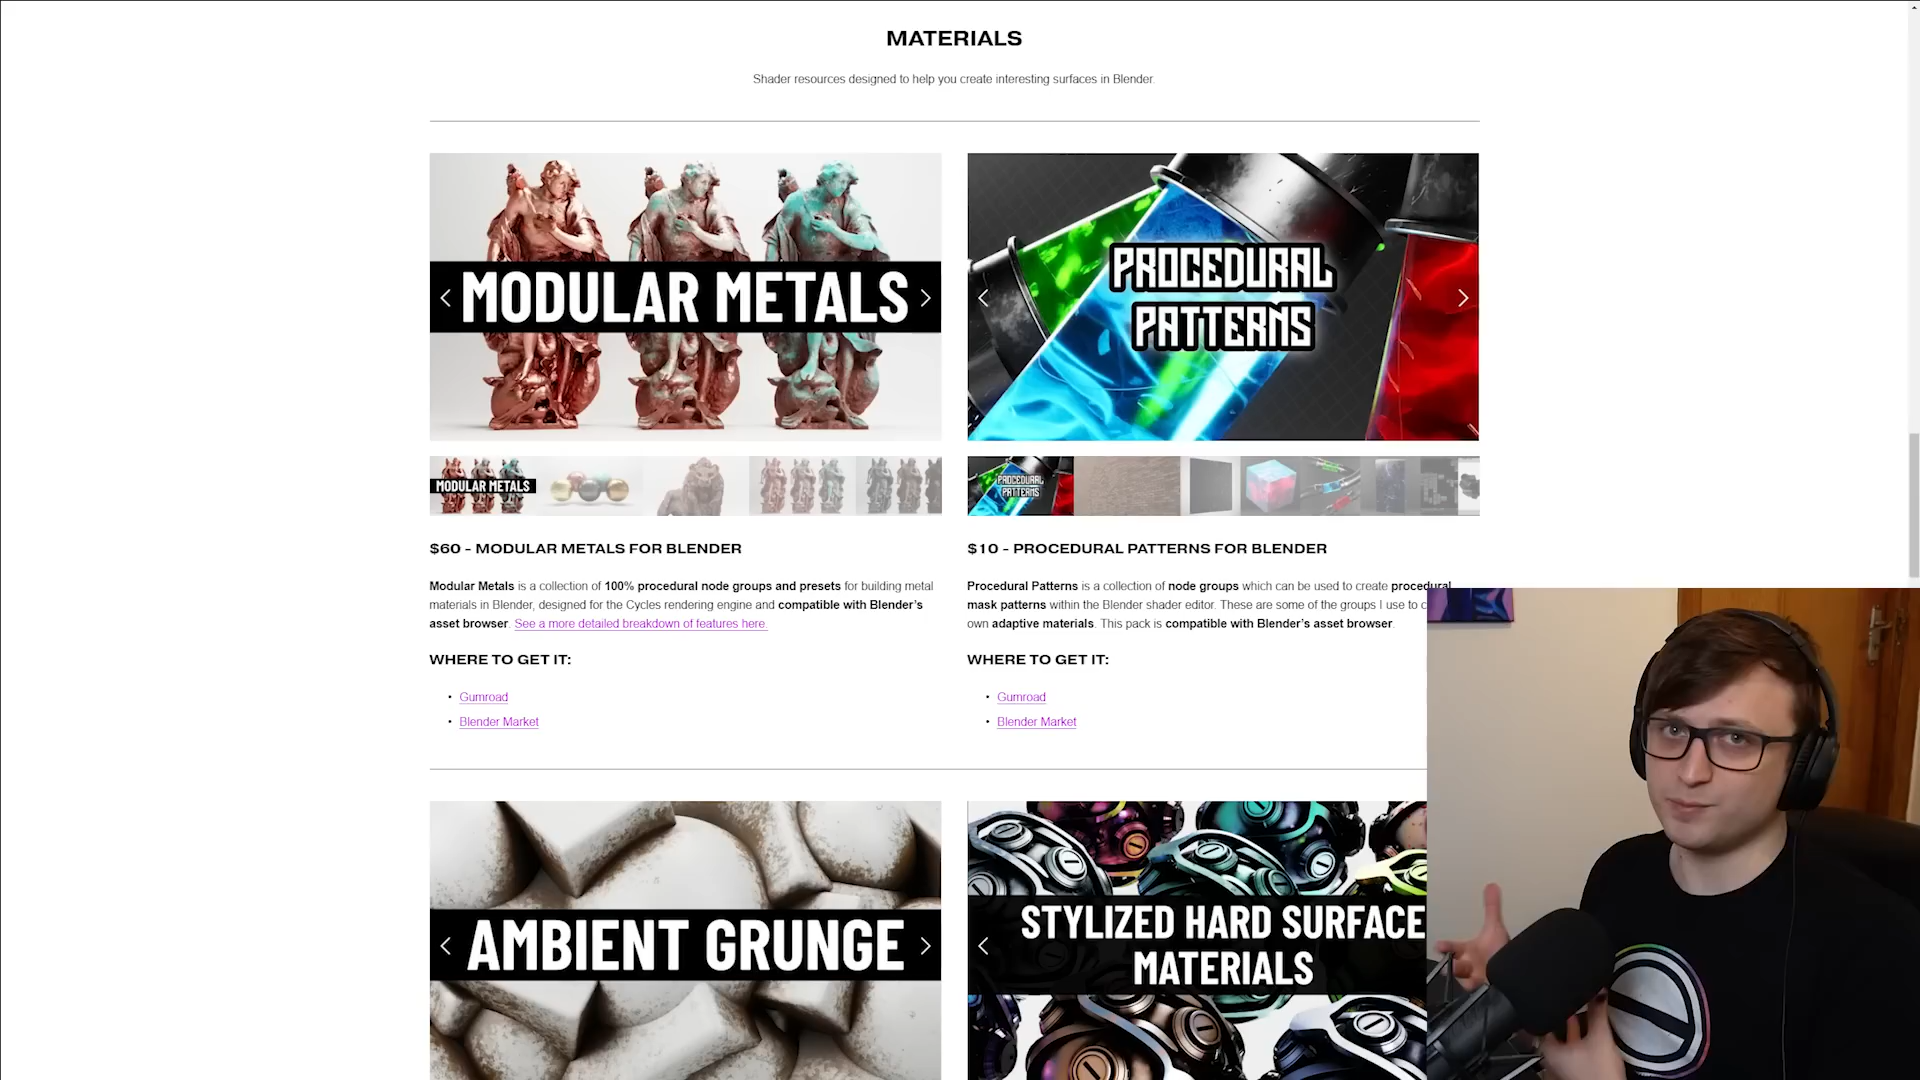 MATERIALS
Shader resources designed to help you create interesting surfaces in Blender.
MODULAR METALS
PROCEDURAL
PATTERNS
MODULAR METALS
PROCEDURAL
PATTERNS
$60 - MODULAR METALS FOR BLENDER
Modular Metals is a collection of 100% procedural node groups and presets for building metal
materials in Blender, designed for the Cycles rendering engine and compatible with Blender's
asset browser. See a more detailed breakdown of features here.
WHERE TO GET IT:
• Gumroad
• Blender Market
$10 - PROCEDURAL PATTERNS FOR BLENDER
Procedural Patterns is a collection of node groups which can be used to create procedural
mask patterns within the Blender shader editor. These are some of the groups I use to c
own adaptive materials. This pack is compatible with Blender's asset browser.
WHERE TO GET IT:
• Gumroad
• Blender Market
AMBIENT GRUNGE
STYLIZED HARD SURFACE
MATERIALS